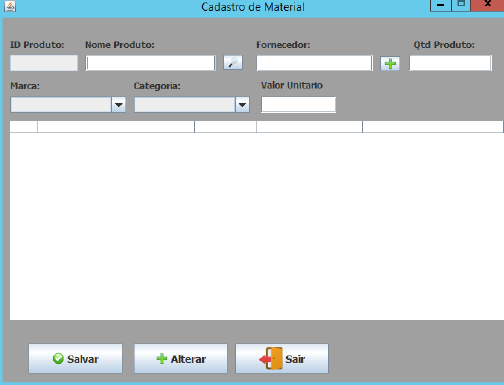 Cadastro de Material
ID Produto: Nome Produto: Fornecedor: Qtd Produto:
Marca: Categoria: Valor Unitario
Salvar Alterar Sair